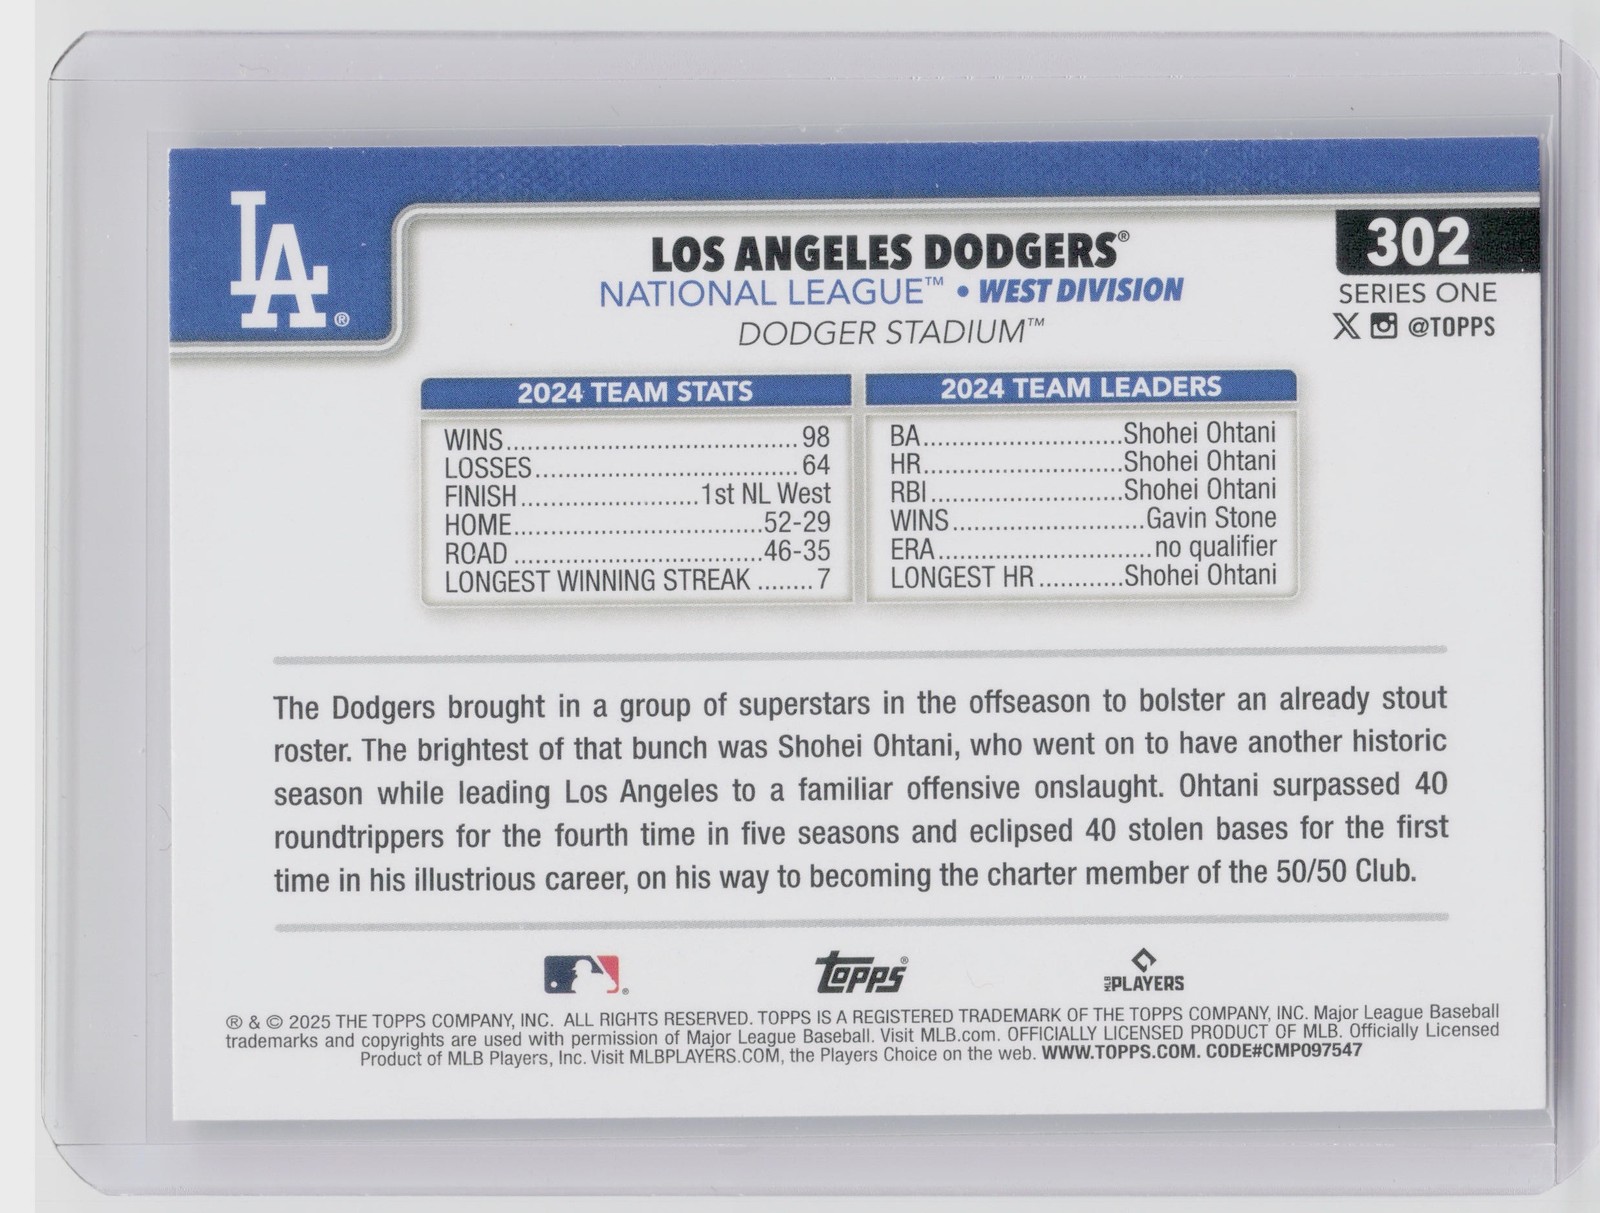 LA®
LOS ANGELES DODGERS®
NATIONAL LEAGUE™ • WEST DIVISION
DODGER STADIUM™
302
SERIES ONE
X @TOPPS
2024 TEAM STATS
WINS........................................98
LOSSES....................................64
FINISH........................1st NL West
HOME..................................52-29
ROAD..................................46-35
LONGEST WINNING STREAK ........7
2024 TEAM LEADERS
BA...........................Shohei Ohtani
HR...........................Shohei Ohtani
RBI..........................Shohei Ohtani
WINS..........................Gavin Stone
ERA.............................no qualifier
LONGEST HR............Shohei Ohtani
The Dodgers brought in a group of superstars in the offseason to bolster an already stout
roster. The brightest of that bunch was Shohei Ohtani, who went on to have another historic
season while leading Los Angeles to a familiar offensive onslaught. Ohtani surpassed 40
roundtrippers for the fourth time in five seasons and eclipsed 40 stolen bases for the first
time in his illustrious career, on his way to becoming the charter member of the 50/50 Club.
Topps®
MLB PLAYERS
® & © 2025 THE TOPPS COMPANY, INC. ALL RIGHTS RESERVED. TOPPS IS A REGISTERED TRADEMARK OF THE TOPPS COMPANY, INC. Major League Baseball
trademarks and copyrights are used with permission of Major League Baseball. Visit MLB.com. OFFICIALLY LICENSED PRODUCT OF MLB. Officially Licensed
Product of MLB Players, Inc. Visit MLBPLAYERS.COM, the Players Choice on the web. WWW.TOPPS.COM. CODE#CMP097547